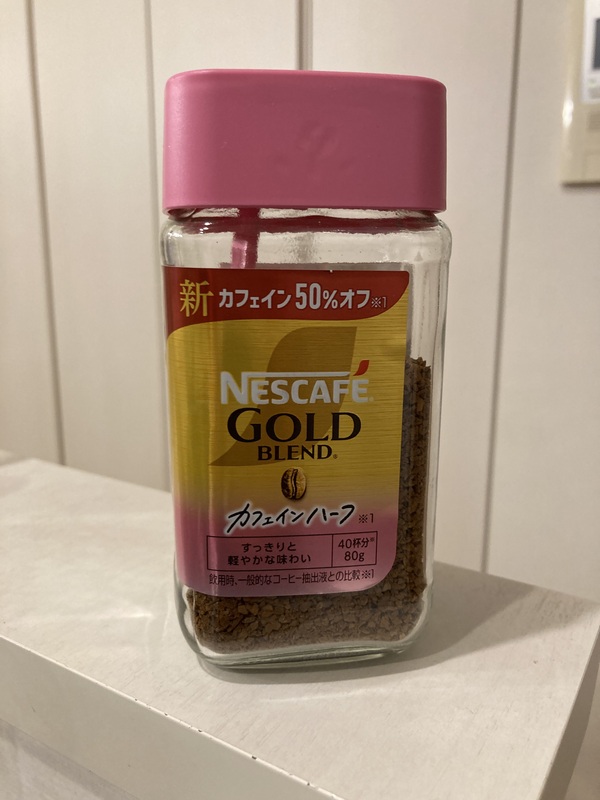 新 カフェイン50%オフ※1
NESCAFÉ®
GOLD
BLEND®
カフェインハーフ ※1
すっきりと
軽やかな味わい
40杯分※
80g
飲用時、一般的なコーヒー抽出液との比較※1